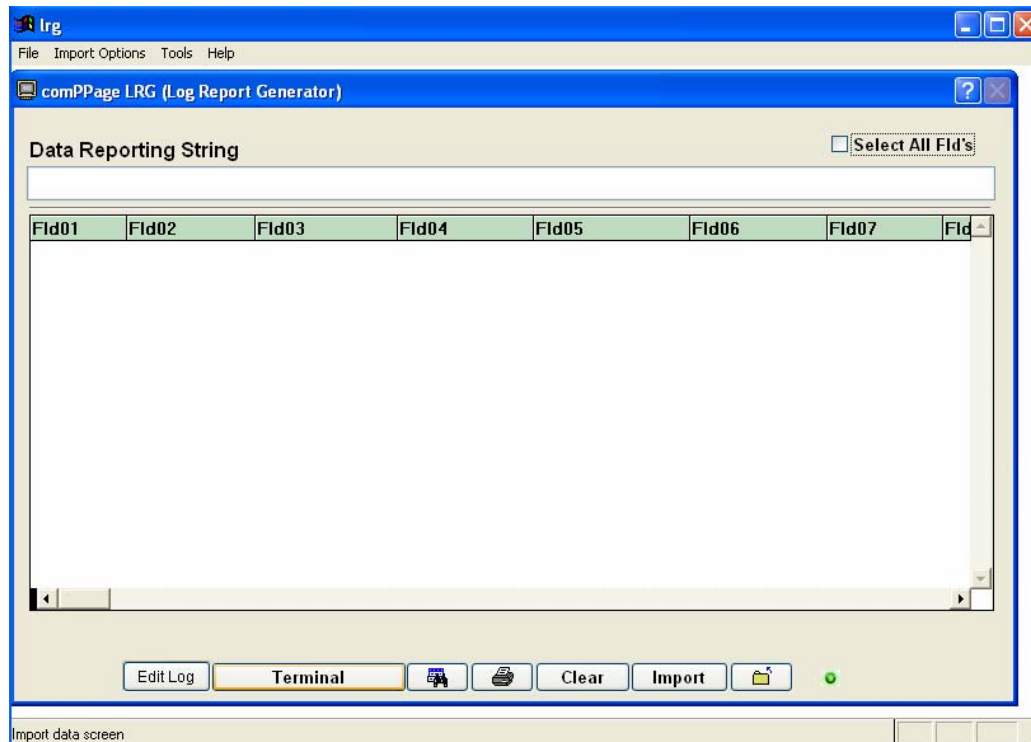 lrg
File Import Options Tools Help
comPPage LRG (Log Report Generator)
Select All Fld's
Data Reporting String
Fld01 Fld02 Fld03 Fld04 Fld05 Fld06 Fld07 Fld
Edit Log Terminal Clear Import
Import data screen